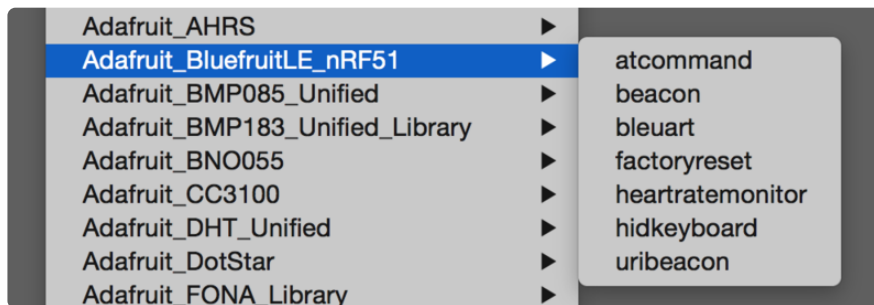 Adafruit_AHRS
Adafruit_BluefruitLE_nRF51
Adafruit_BMP085_Unified
Adafruit_BMP183_Unified_Library
Adafruit_BNO055
Adafruit_CC3100
Adafruit_DHT_Unified
Adafruit_DotStar
Adafruit_FONA_Library
atcommand
beacon
bleuart
factoryreset
heartratemonitor
hidkeyboard
uribeacon